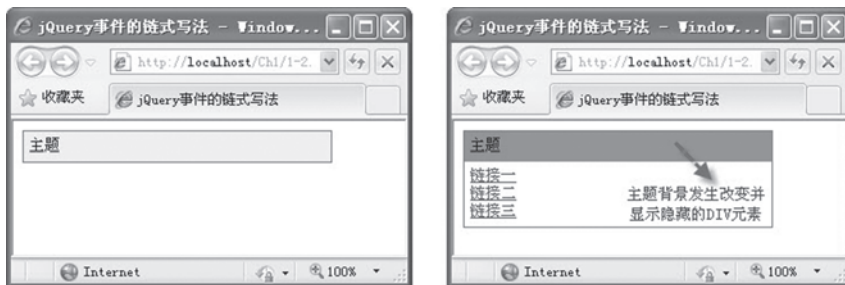 jQuery事件的链式写法 - Window...
http://localhost/Ch1/1-2.
收藏夹
jQuery事件的链式写法
主题
Internet
100%
jQuery事件的链式写法 - Window...
http://localhost/Ch1/1-2.
收藏夹
jQuery事件的链式写法
主题
链接一
链接二
链接三
主题背景发生改变并
显示隐藏的DIV元素
Internet
100%